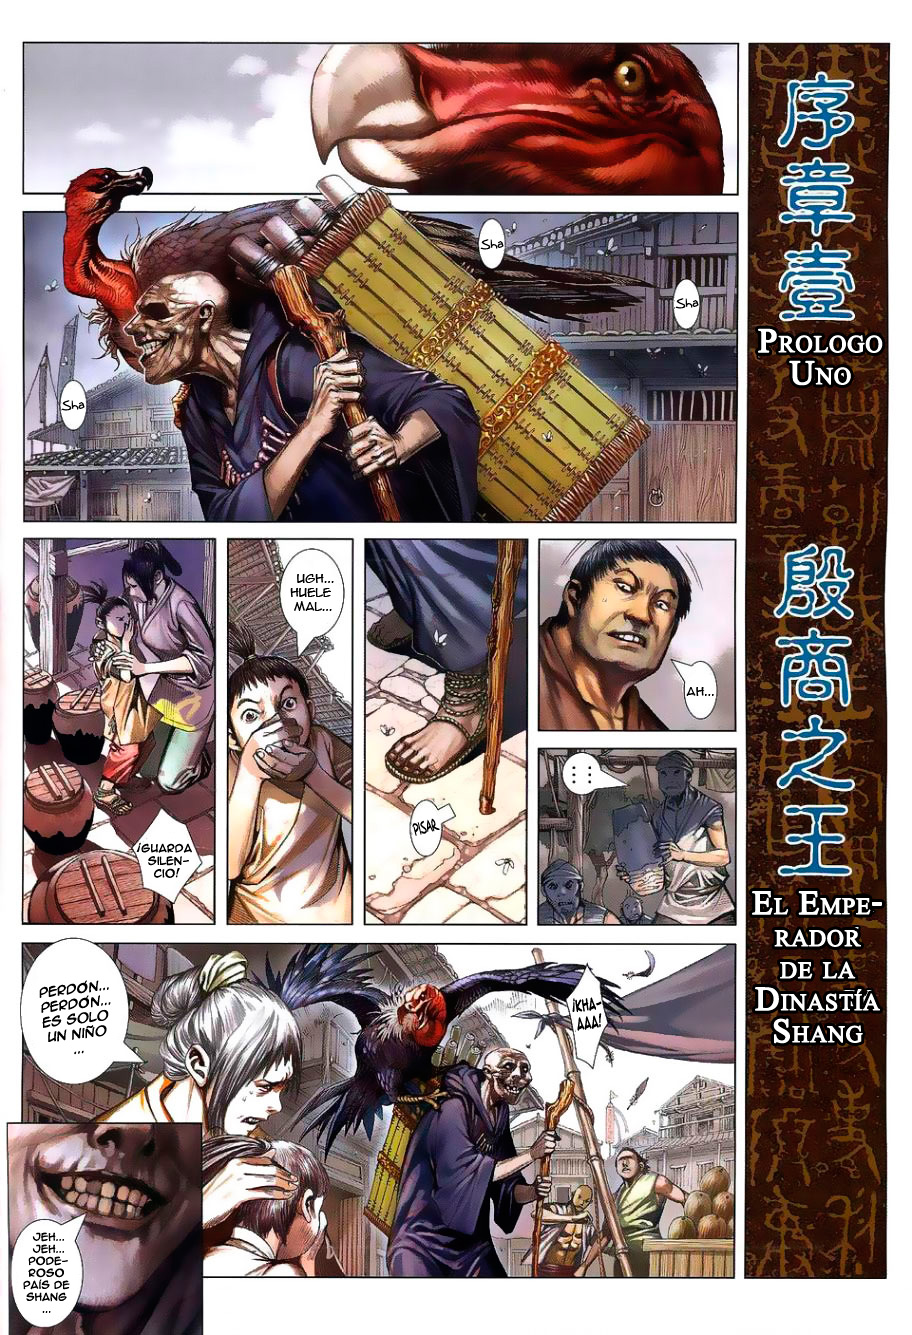 序章壹
PROLOGO
UNO
殷商之王
EL EMPE-
RADOR
DE LA
DINASTÍA
SHANG
Sha
Sha
Sha
¡GUARDA
SILEN-
CIO!
UGH...
HUELE
MAL...
PISAR
AH...
......
PERDÓN...
PERDÓN...
ES SOLO
UN NIÑO
...
¡KHA-
AAA!
JEH...
JEH...
PODE-
ROSO
PAÍS DE
SHANG
...